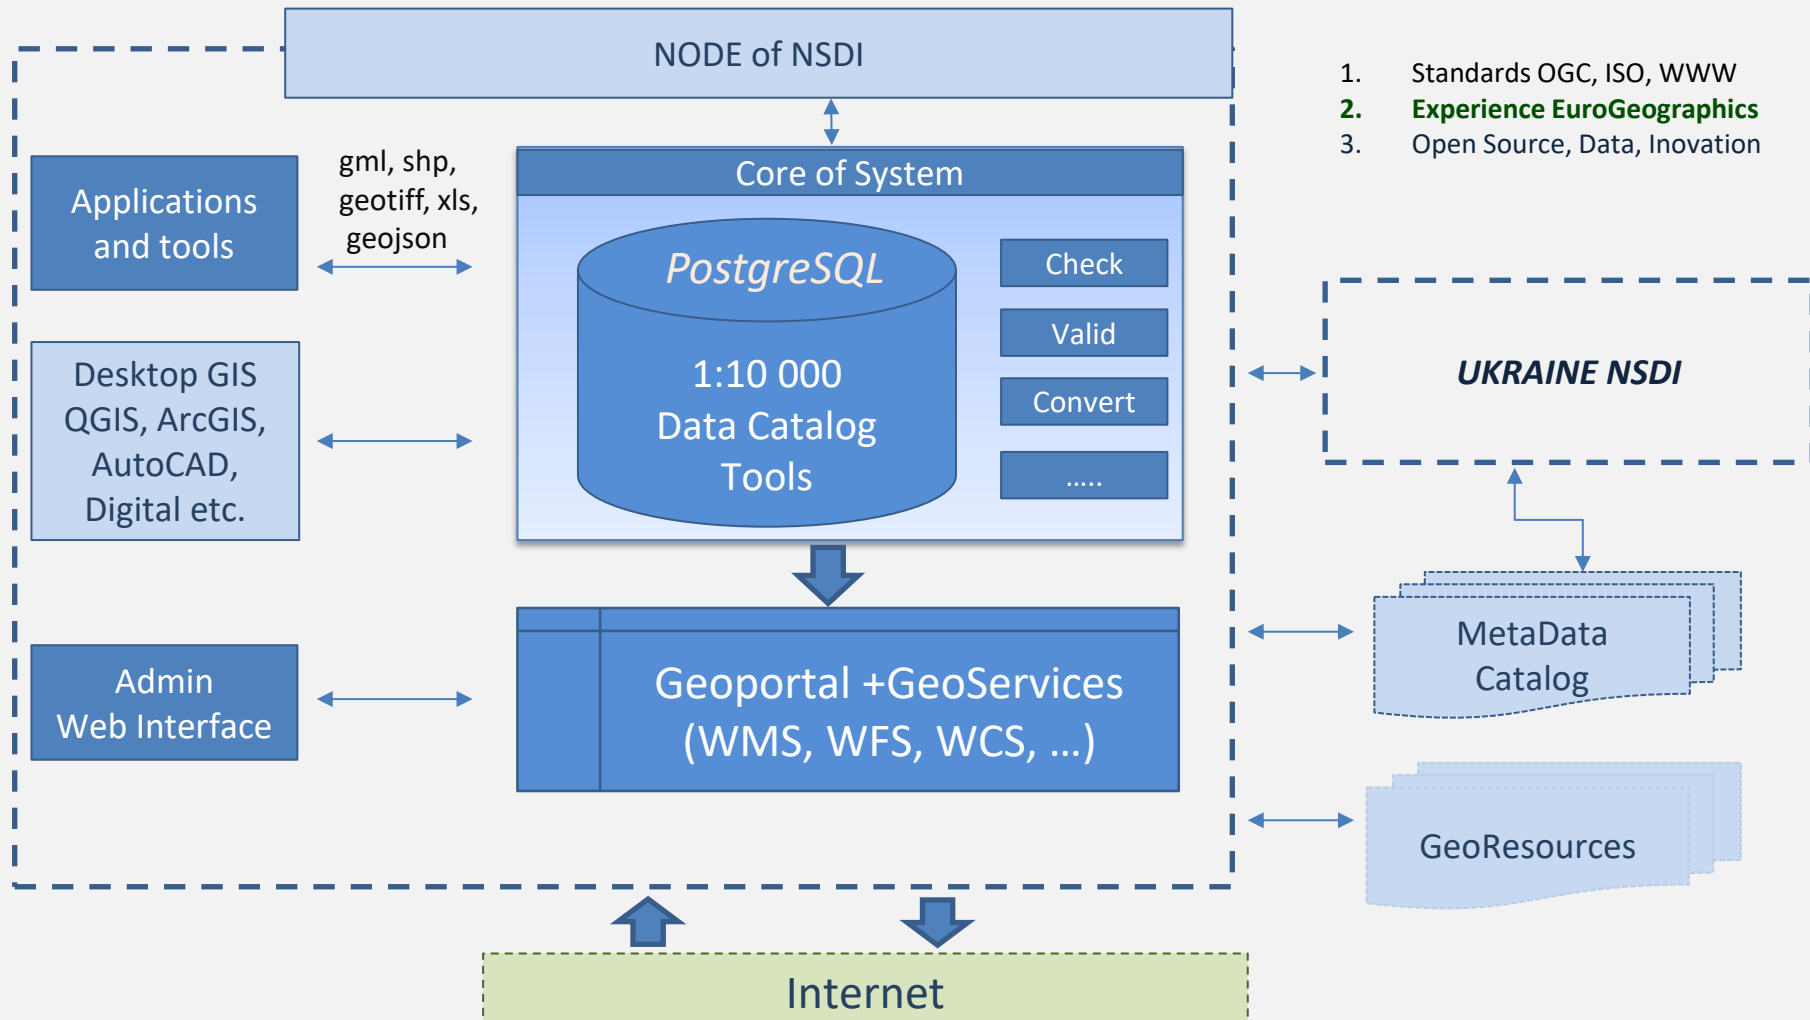 NODE of NSDI
1. Standards OGC, ISO, WWW
2. Experience EuroGeographics
3. Open Source, Data, Inovation
Applications
and tools
gml, shp,
geotiff, xls,
geojson
Core of System
PostgreSQL
1:10 000
Data Catalog
Tools
Check
Valid
Convert
.....
Desktop GIS
QGIS, ArcGIS,
AutoCAD,
Digital etc.
UKRAINE NSDI
Admin
Web Interface
Geoportal +GeoServices
(WMS, WFS, WCS, ...)
MetaData
Catalog
GeoResources
Internet